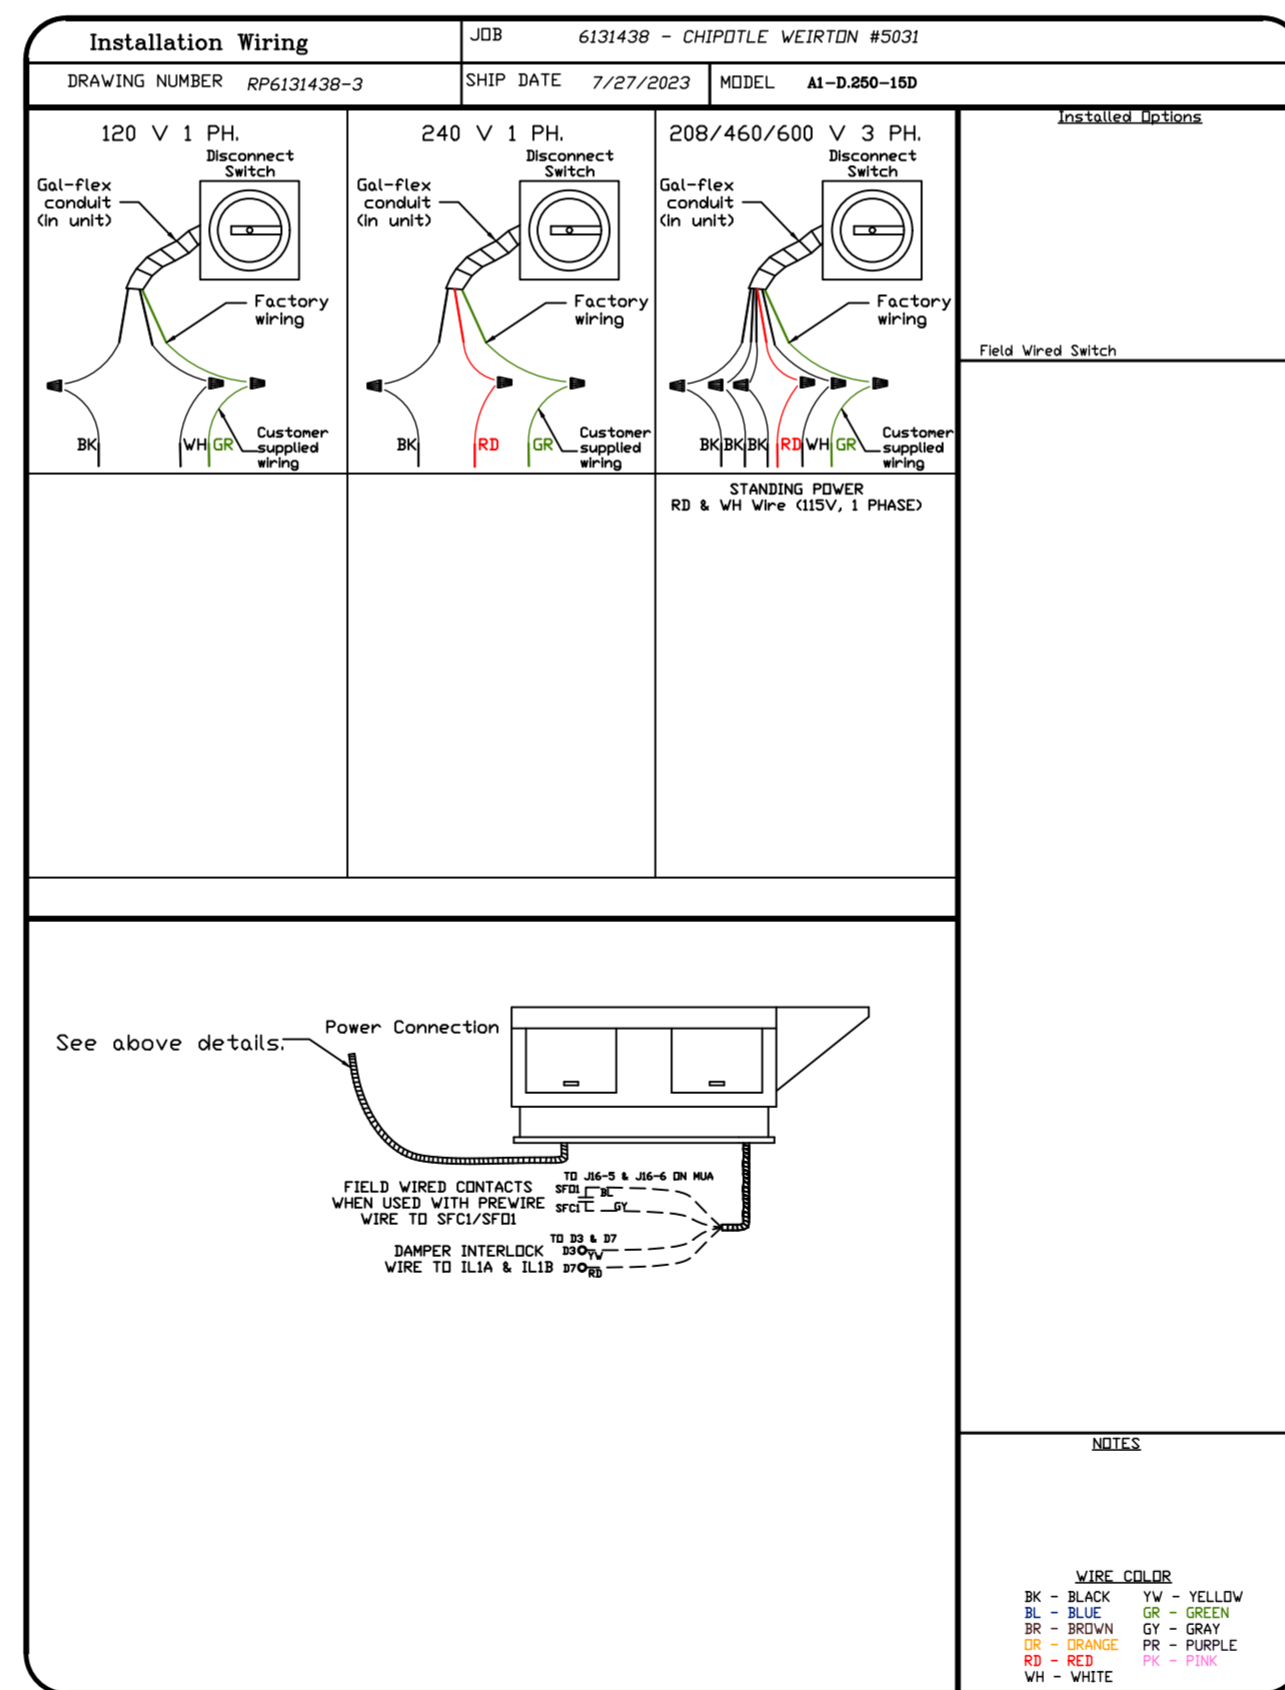 Installation Wiring
JOB 6131438 - CHIPOTLE WEIRTON #5031
DRAWING NUMBER RP6131438-3
SHIP DATE 7/27/2023
MODEL A1-D.250-15D
120 V 1 PH.
Disconnect
Switch
Gal-flex
conduit
(in unit)
Factory
wiring
BK
WH
GR
Customer
supplied
wiring
240 V 1 PH.
Disconnect
Switch
Gal-flex
conduit
(in unit)
Factory
wiring
BK
RD
GR
Customer
supplied
wiring
208/460/600 V 3 PH.
Disconnect
Switch
Gal-flex
conduit
(in unit)
Factory
wiring
BK
BK
BK
RD
WH
GR
Customer
supplied
wiring
STANDING POWER
RD & WH Wire (115V, 1 PHASE)
Installed Options
Field Wired Switch
See above details.
Power Connection
FIELD WIRED CONTACTS
WHEN USED WITH PREWIRE
WIRE TO SFC1/SFO1
TO J16-5 & J16-6 ON MUA
SFO1
BL
SFC1
GY
DAMPER INTERLOCK
WIRE TO IL1A & IL1B
TO D3 & D7
D3
YW
D7
RD
NOTES
WIRE COLOR
BK - BLACK YW - YELLOW
BL - BLUE GR - GREEN
BR - BROWN GY - GRAY
OR - ORANGE PR - PURPLE
RD - RED PK - PINK
WH - WHITE